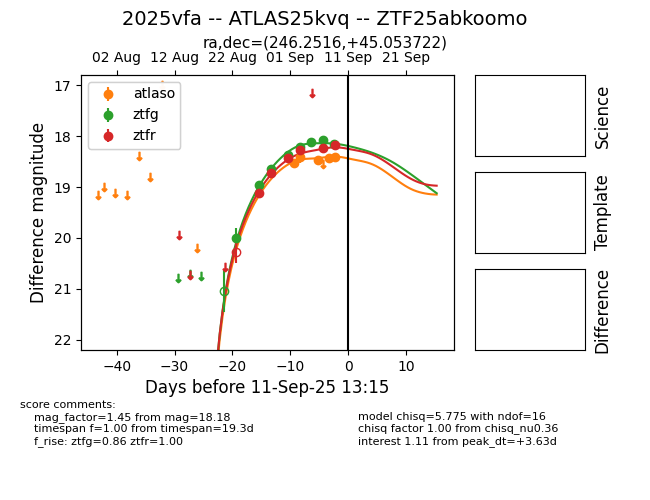 2025vfa -- ATLAS25kvq -- ZTF25abkoomo
ra,dec=(246.2516,+45.053722)
02 Aug 12 Aug 22 Aug 01 Sep 11 Sep 21 Sep
atlaso
ztfg
ztfr
17
18
19
20
21
22
Difference magnitude
−40 −30 −20 −10 0 10
Days before 11-Sep-25 13:15
Science
Template
Difference
score comments:
mag_factor=1.45 from mag=18.18
timespan f=1.00 from timespan=19.3d
f_rise: ztfg=0.86 ztfr=1.00
model chisq=5.775 with ndof=16
chisq factor 1.00 from chisq_nu0.36
interest 1.11 from peak_dt=+3.63d